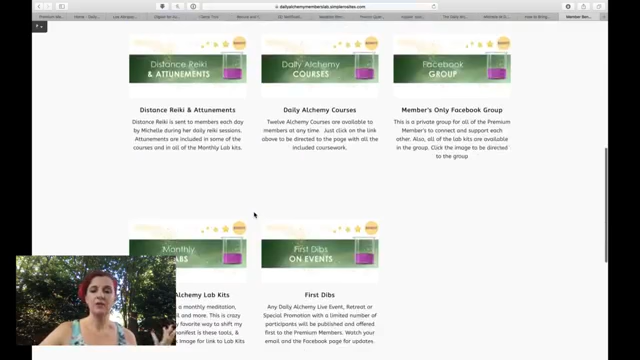 dailyalchemymemberslab.simplemaites.com
Distance Reiki
& ATTUNEMENTS
Daily Alchemy
COURSES
Facebook
GROUP
Distance Reiki & Attunements
Daily Alchemy Courses
Member's Only Facebook Group
Distance Reiki is sent to members each
day by Michelle during her daily reiki sessions.
Attunements are included in some of the
courses and in all of the Monthly Lab kits.
Twelve Alchemy Courses are available to
members at any time. Just click on the link
above to be directed to the page with all the
included coursework.
This is a private group for all of the Premium
Member's to connect and support each
other. Also, all of the lab kits are available
in the group. Click the image to be directed
to the group
Monthly
LABS
First Dibs
ON EVENTS
Alchemy Lab Kits
First Dibs
a monthly meditation,
and more. This is crazy
favorite way to shift my
manifest is these tools, &
image for link to Lab Kits
Any Daily Alchemy Live Event, Retreat or
Special Promotion with a limited number of
participants will be published and offered
first to the Premium Members. Watch your
email and the Facebook page for updates.